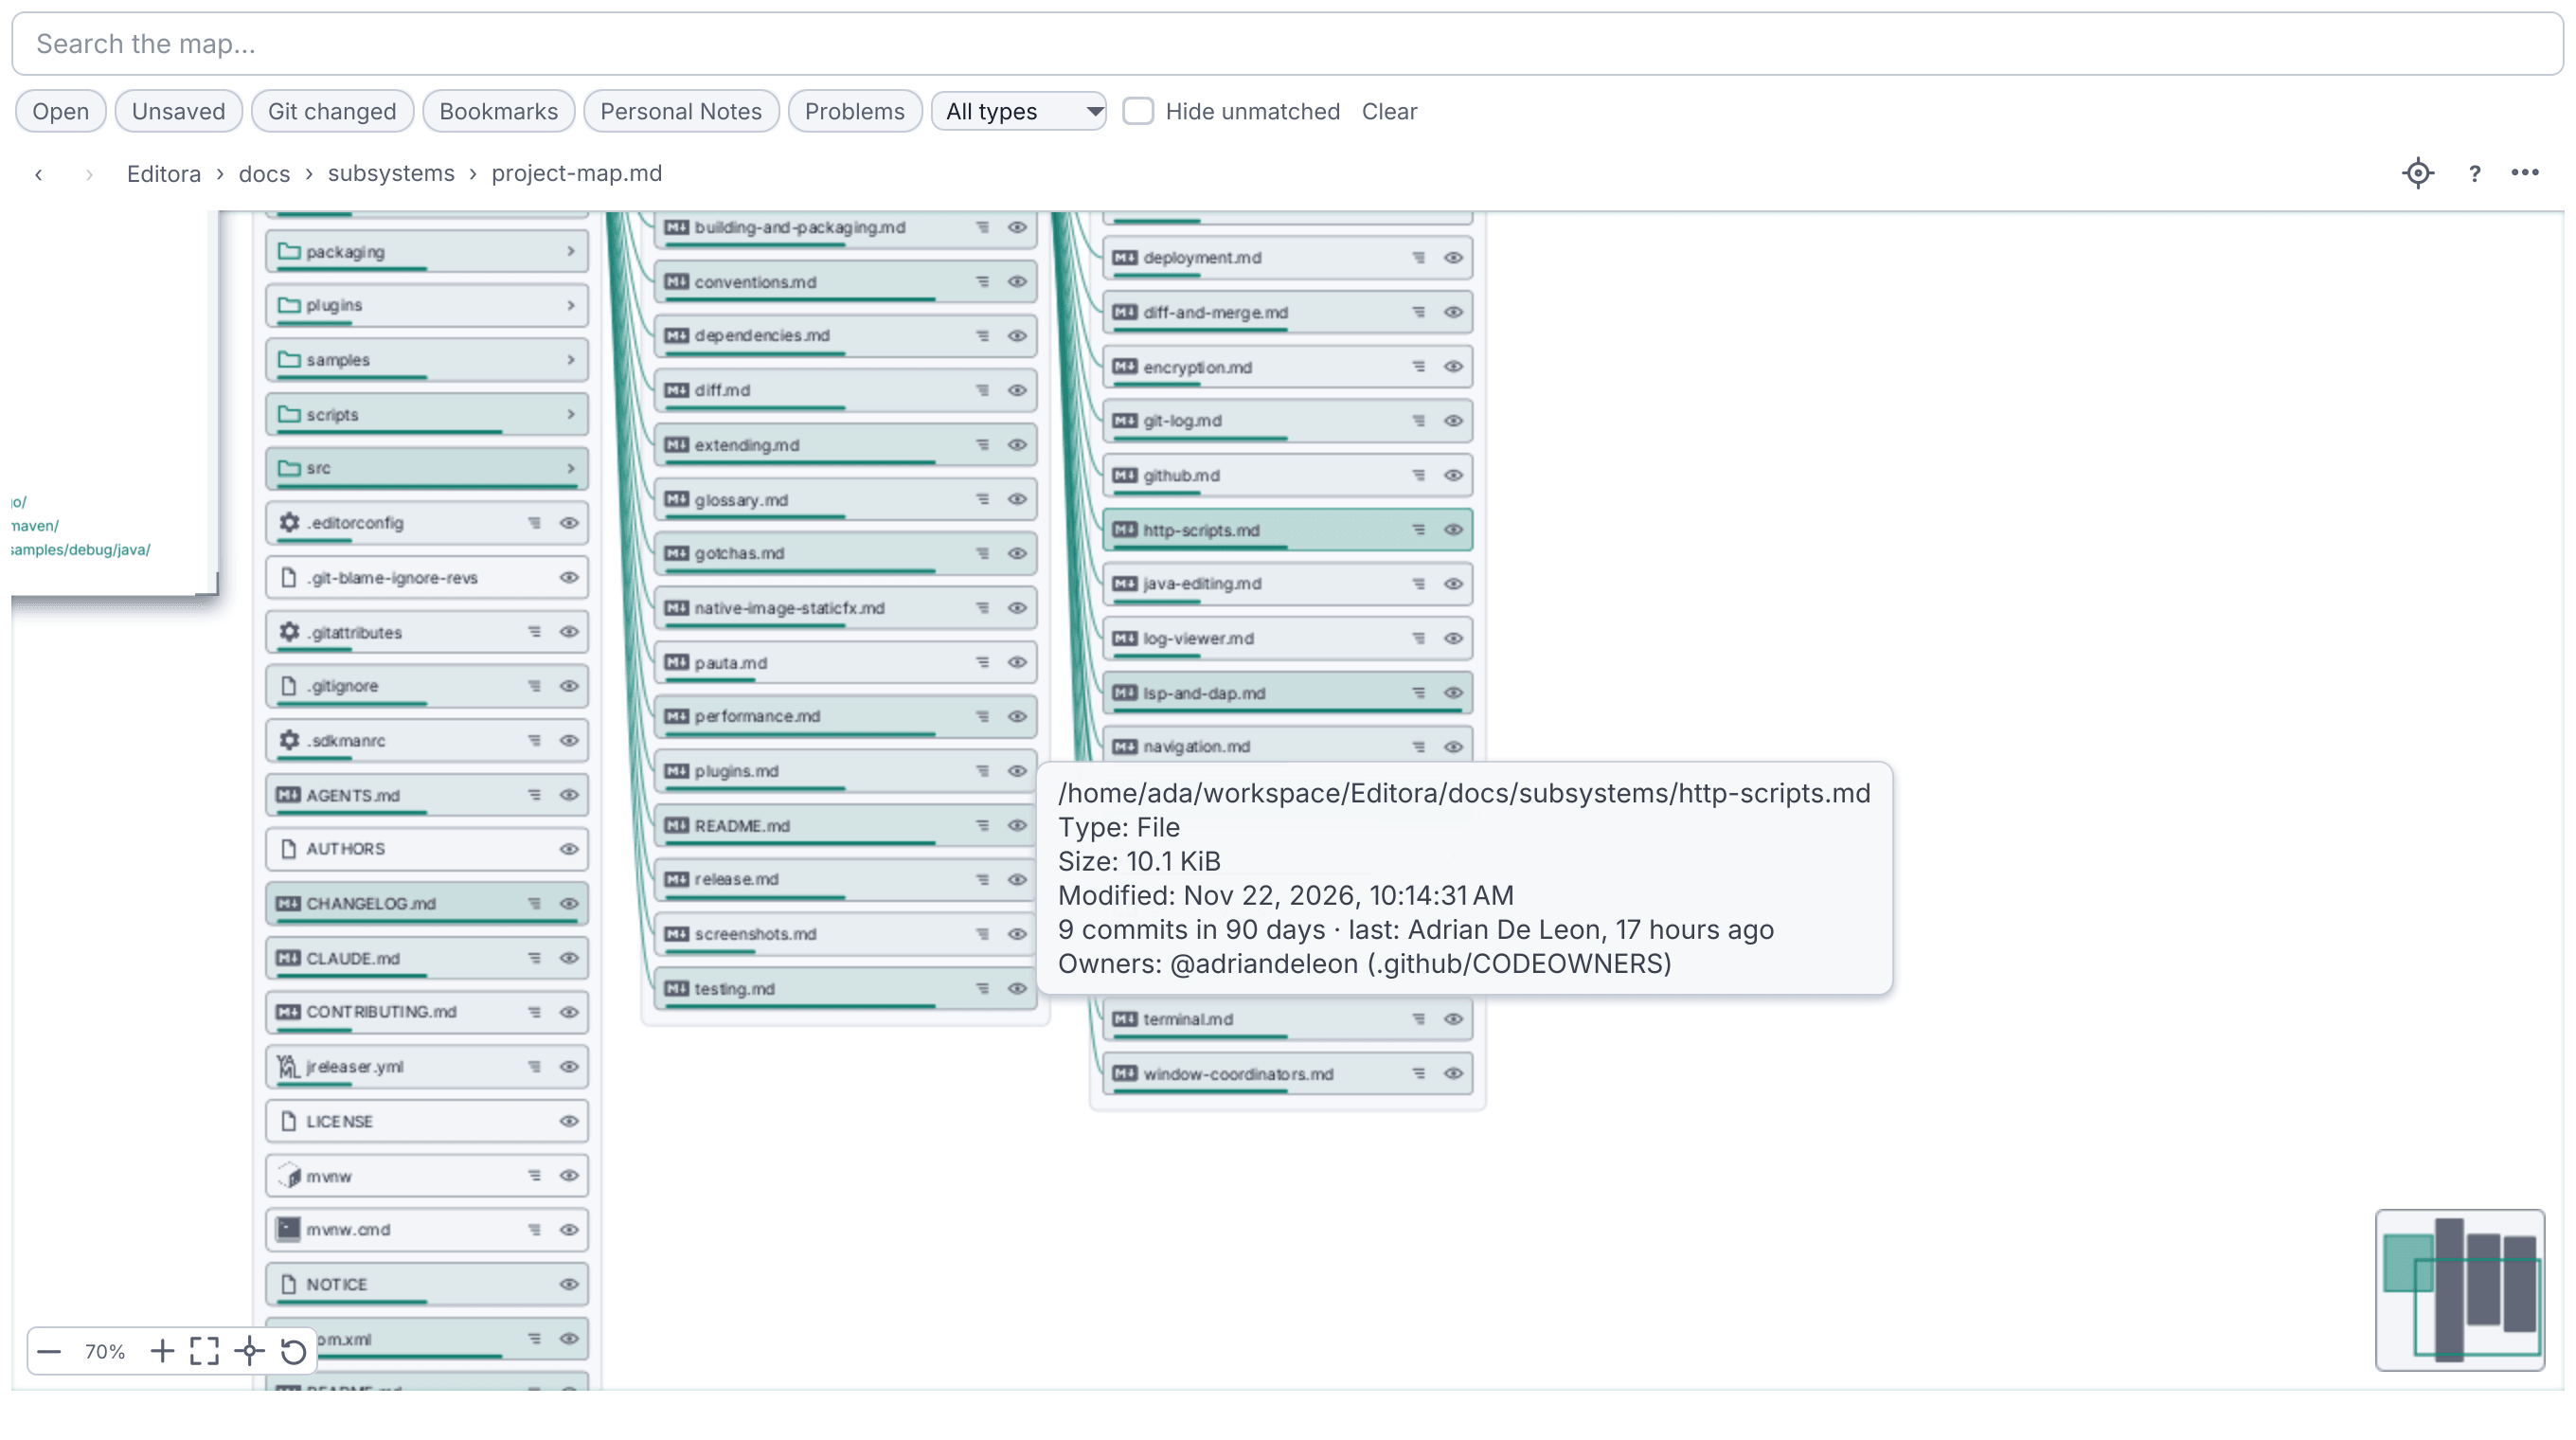 Search the map...
Open
Unsaved
Git changed
Bookmarks
Personal Notes
Problems
All types
Hide unmatched
Clear
Editora › docs › subsystems › project-map.md
maven/
samples/debug/java/
packaging
plugins
samples
scripts
src
.editorconfig
.git-blame-ignore-revs
.gitattributes
.gitignore
.sdkmanrc
AGENTS.md
AUTHORS
CHANGELOG.md
CLAUDE.md
CONTRIBUTING.md
jreleaser.yml
LICENSE
mvnw
mvnw.cmd
NOTICE
om.xml
building-and-packaging.md
conventions.md
dependencies.md
diff.md
extending.md
glossary.md
gotchas.md
native-image-staticfx.md
pauta.md
performance.md
plugins.md
README.md
release.md
screenshots.md
testing.md
deployment.md
diff-and-merge.md
encryption.md
git-log.md
github.md
http-scripts.md
java-editing.md
log-viewer.md
lsp-and-dap.md
navigation.md
/home/ada/workspace/Editora/docs/subsystems/http-scripts.md
Type: File
Size: 10.1 KiB
Modified: Nov 22, 2026, 10:14:31 AM
9 commits in 90 days · last: Adrian De Leon, 17 hours ago
Owners: @adriandeleon (.github/CODEOWNERS)
terminal.md
window-coordinators.md
70%